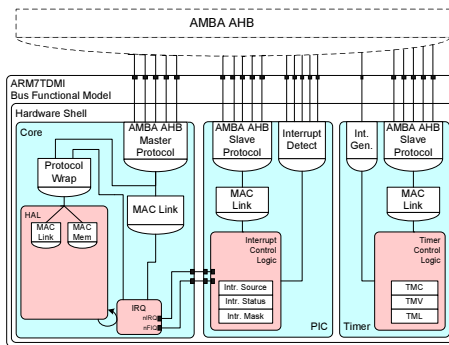 AMBA AHB
ARM7TDMI
Bus Functional Model
Hardware Shell
Core
AMBA AHB
Master
Protocol
Protocol
Wrap
MAC Link
HAL
MAC
Link
MAC
Mem
IRQ
nIRQ
nFIQ
AMBA AHB
Slave
Protocol
Interrupt
Detect
MAC
Link
Interrupt
Control
Logic
Intr. Source
Intr. Status
Intr. Mask
PIC
Int.
Gen.
AMBA AHB
Slave
Protocol
MAC
Link
Timer
Control
Logic
TMC
TMV
TML
Timer